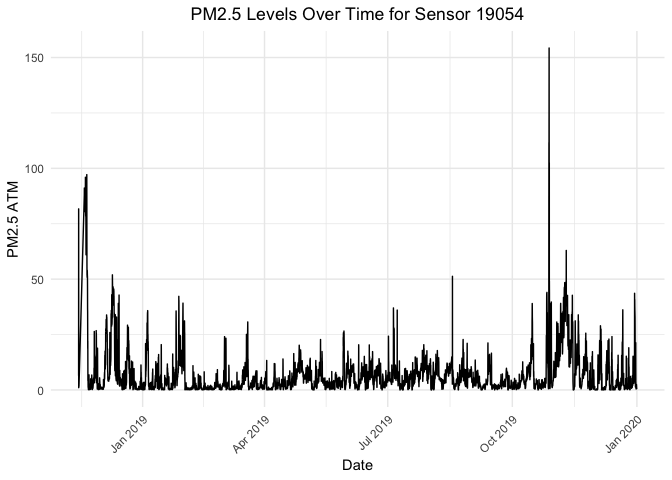 PM2.5 Levels Over Time for Sensor 19054
150
100
50
0
PM2.5 ATM
Jan 2019
Apr 2019
Jul 2019
Oct 2019
Jan 2020
Date